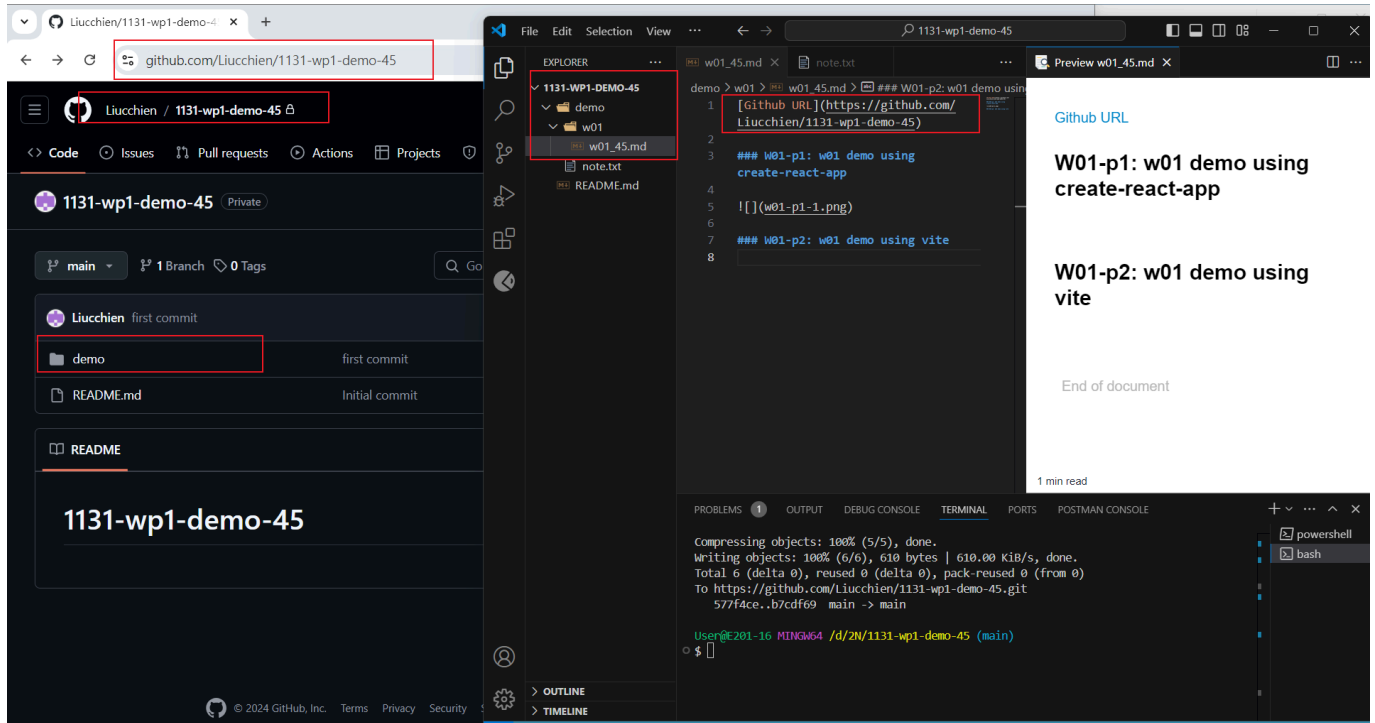 Liucchien/1131-wp1-demo-4
github.com/Liucchien/1131-wp1-demo-45
Liucchien / 1131-wp1-demo-45
Code Issues Pull requests Actions Projects
1131-wp1-demo-45 Private
main 1 Branch 0 Tags Go
Liucchien first commit
demo first commit
README.md Initial commit
README
1131-wp1-demo-45
© 2024 GitHub, Inc. Terms Privacy Security
File Edit Selection View ··· 1131-wp1-demo-45
EXPLORER ···
1131-WP1-DEMO-45
demo
w01
w01_45.md
note.txt
README.md
OUTLINE
TIMELINE
w01_45.md note.txt ···
demo > w01 > w01_45.md > ### W01-p2: w01 demo usin
1 [Github URL](https://github.com/
Liucchien/1131-wp1-demo-45)
2
3 ### W01-p1: w01 demo using
create-react-app
4
5 ![](w01-p1-1.png)
6
7 ### W01-p2: w01 demo using vite
8
Preview w01_45.md ···
Github URL
W01-p1: w01 demo using
create-react-app
W01-p2: w01 demo using
vite
End of document
1 min read
PROBLEMS 1 OUTPUT DEBUG CONSOLE TERMINAL PORTS POSTMAN CONSOLE
Compressing objects: 100% (5/5), done.
Writing objects: 100% (6/6), 610 bytes | 610.00 KiB/s, done.
Total 6 (delta 0), reused 0 (delta 0), pack-reused 0 (from 0)
To https://github.com/Liucchien/1131-wp1-demo-45.git
577f4ce..b7cdf69 main -> main
User@E201-16 MINGW64 /d/2N/1131-wp1-demo-45 (main)
$
powershell
bash